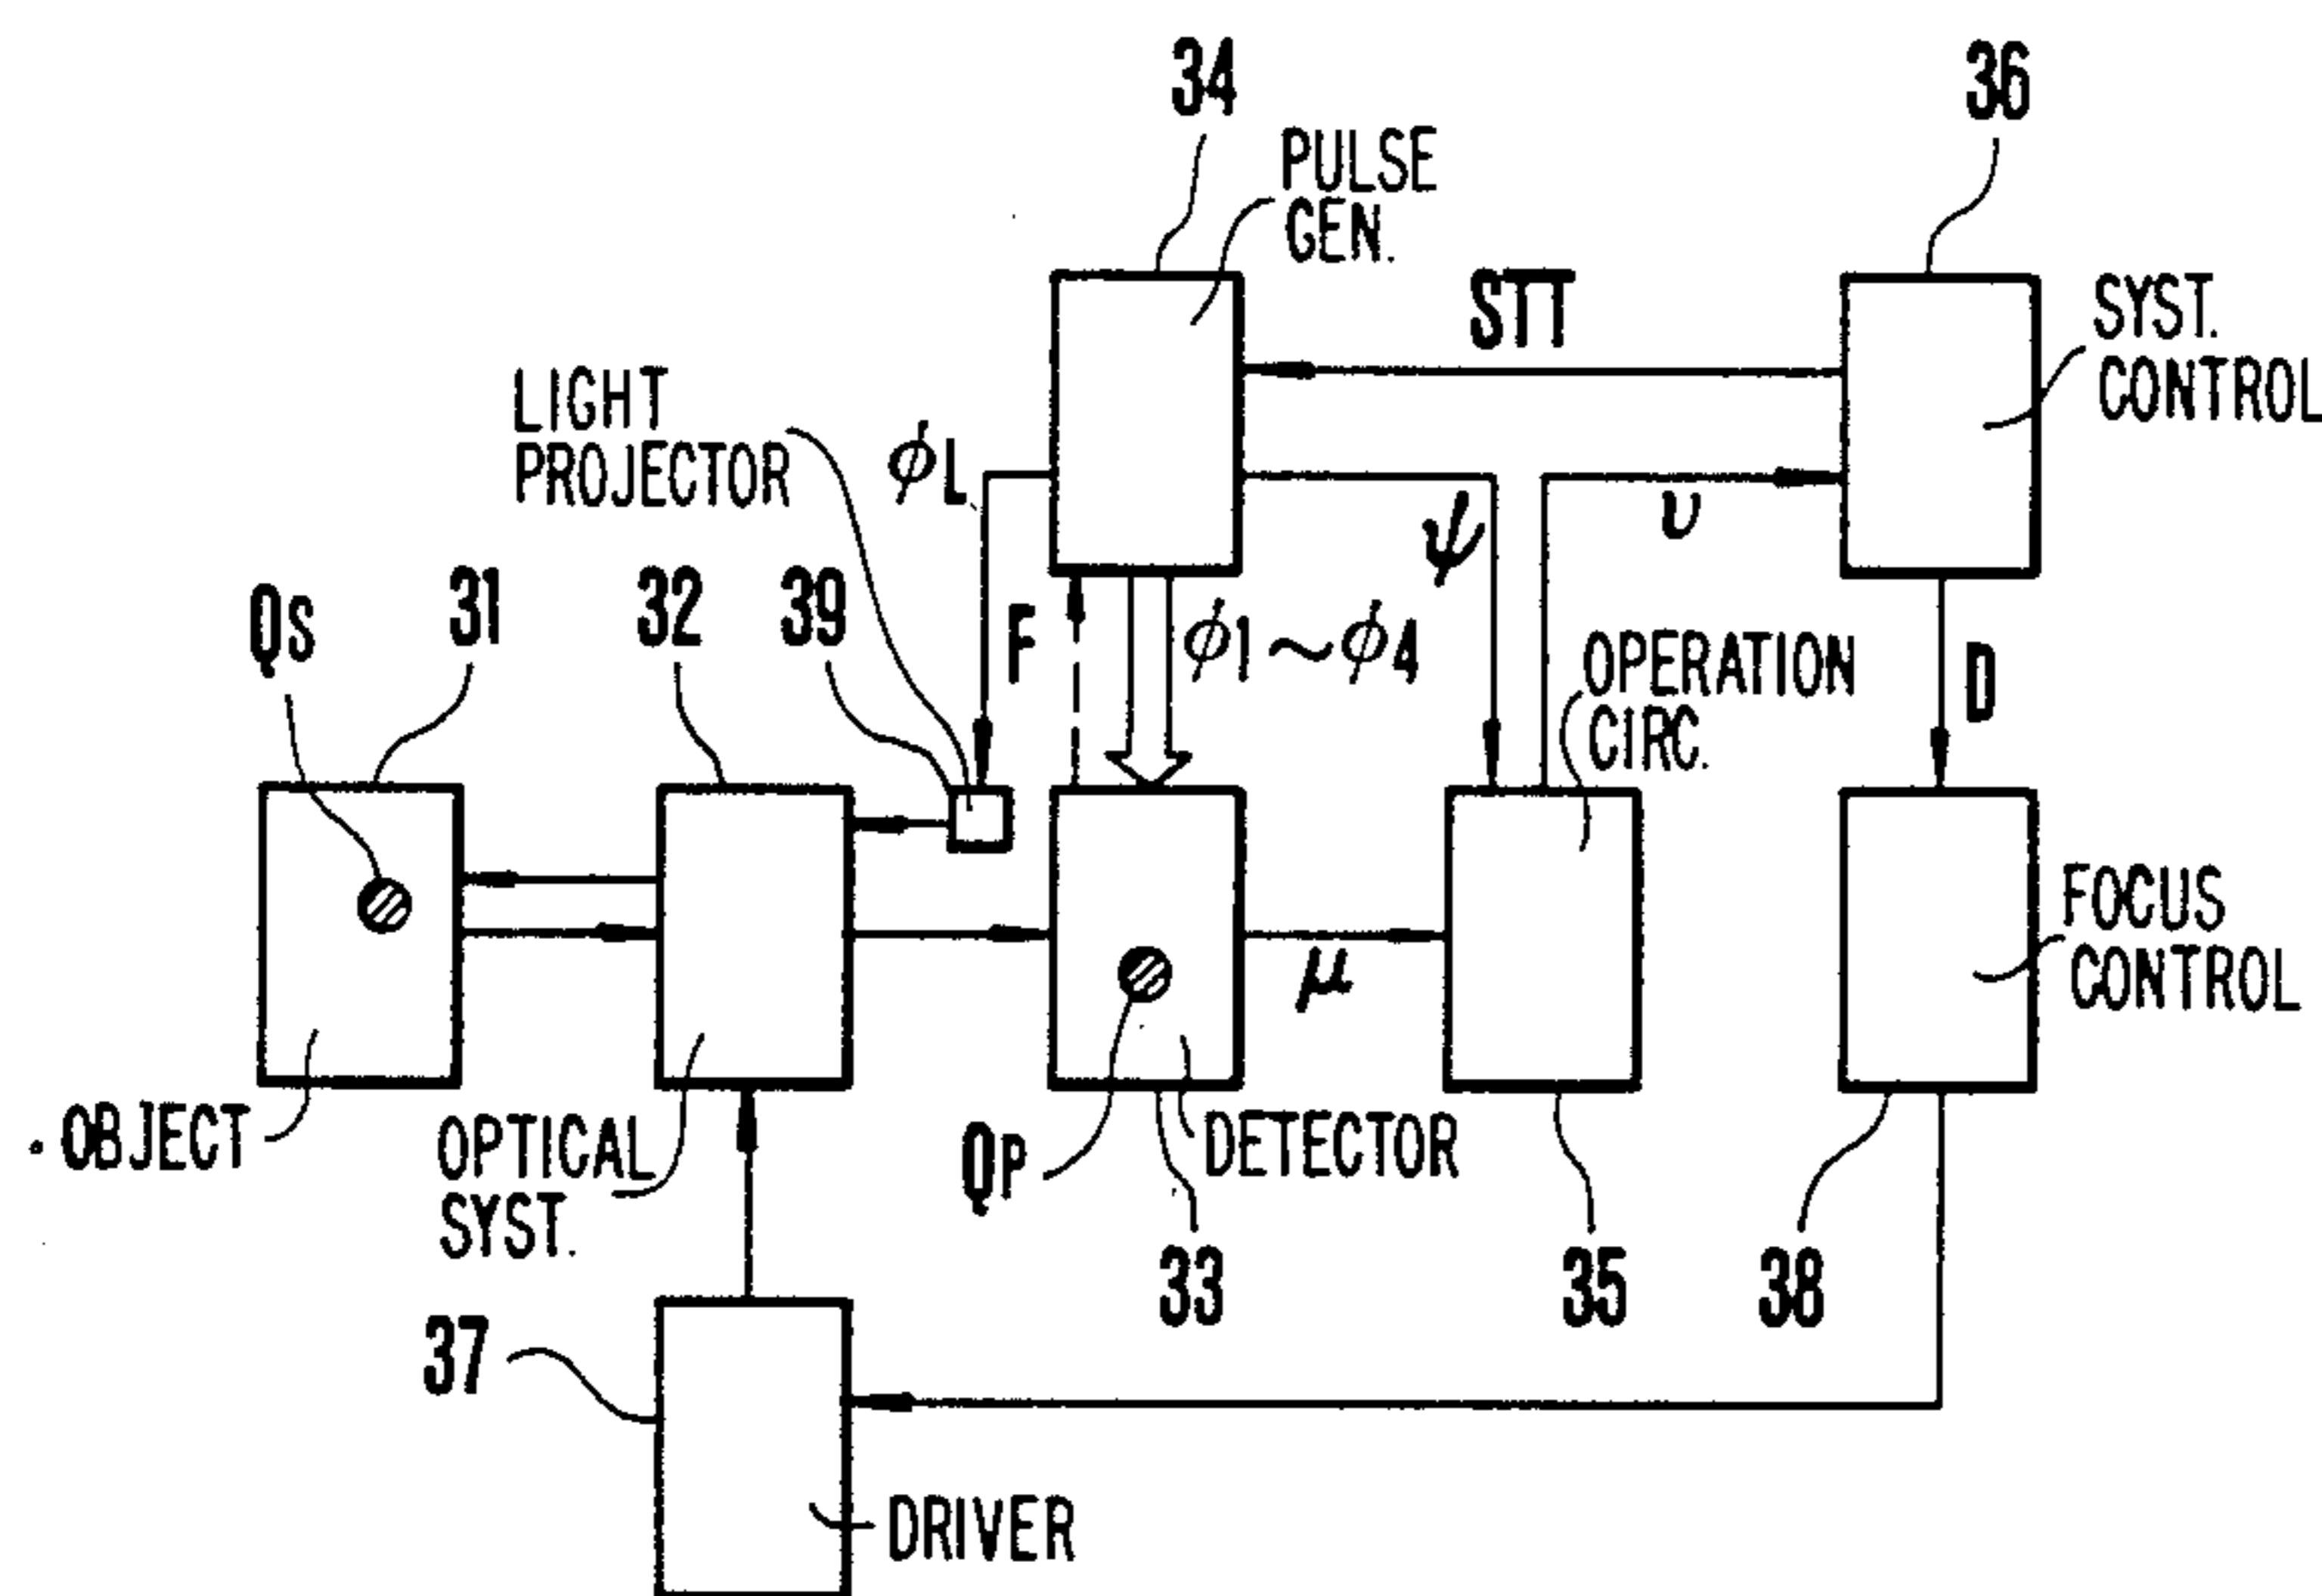 34
36
PULSE
GEN.
STT
SYST.
CONTROL
LIGHT
PROJECTOR
ϕL
ψ
υ
QS
31
32
39
F
ϕ1~ϕ4
OPERATION
CIRC.
D
FOCUS
CONTROL
μ
OBJECT
OPTICAL
SYST.
QP
DETECTOR
33
35
38
37
DRIVER